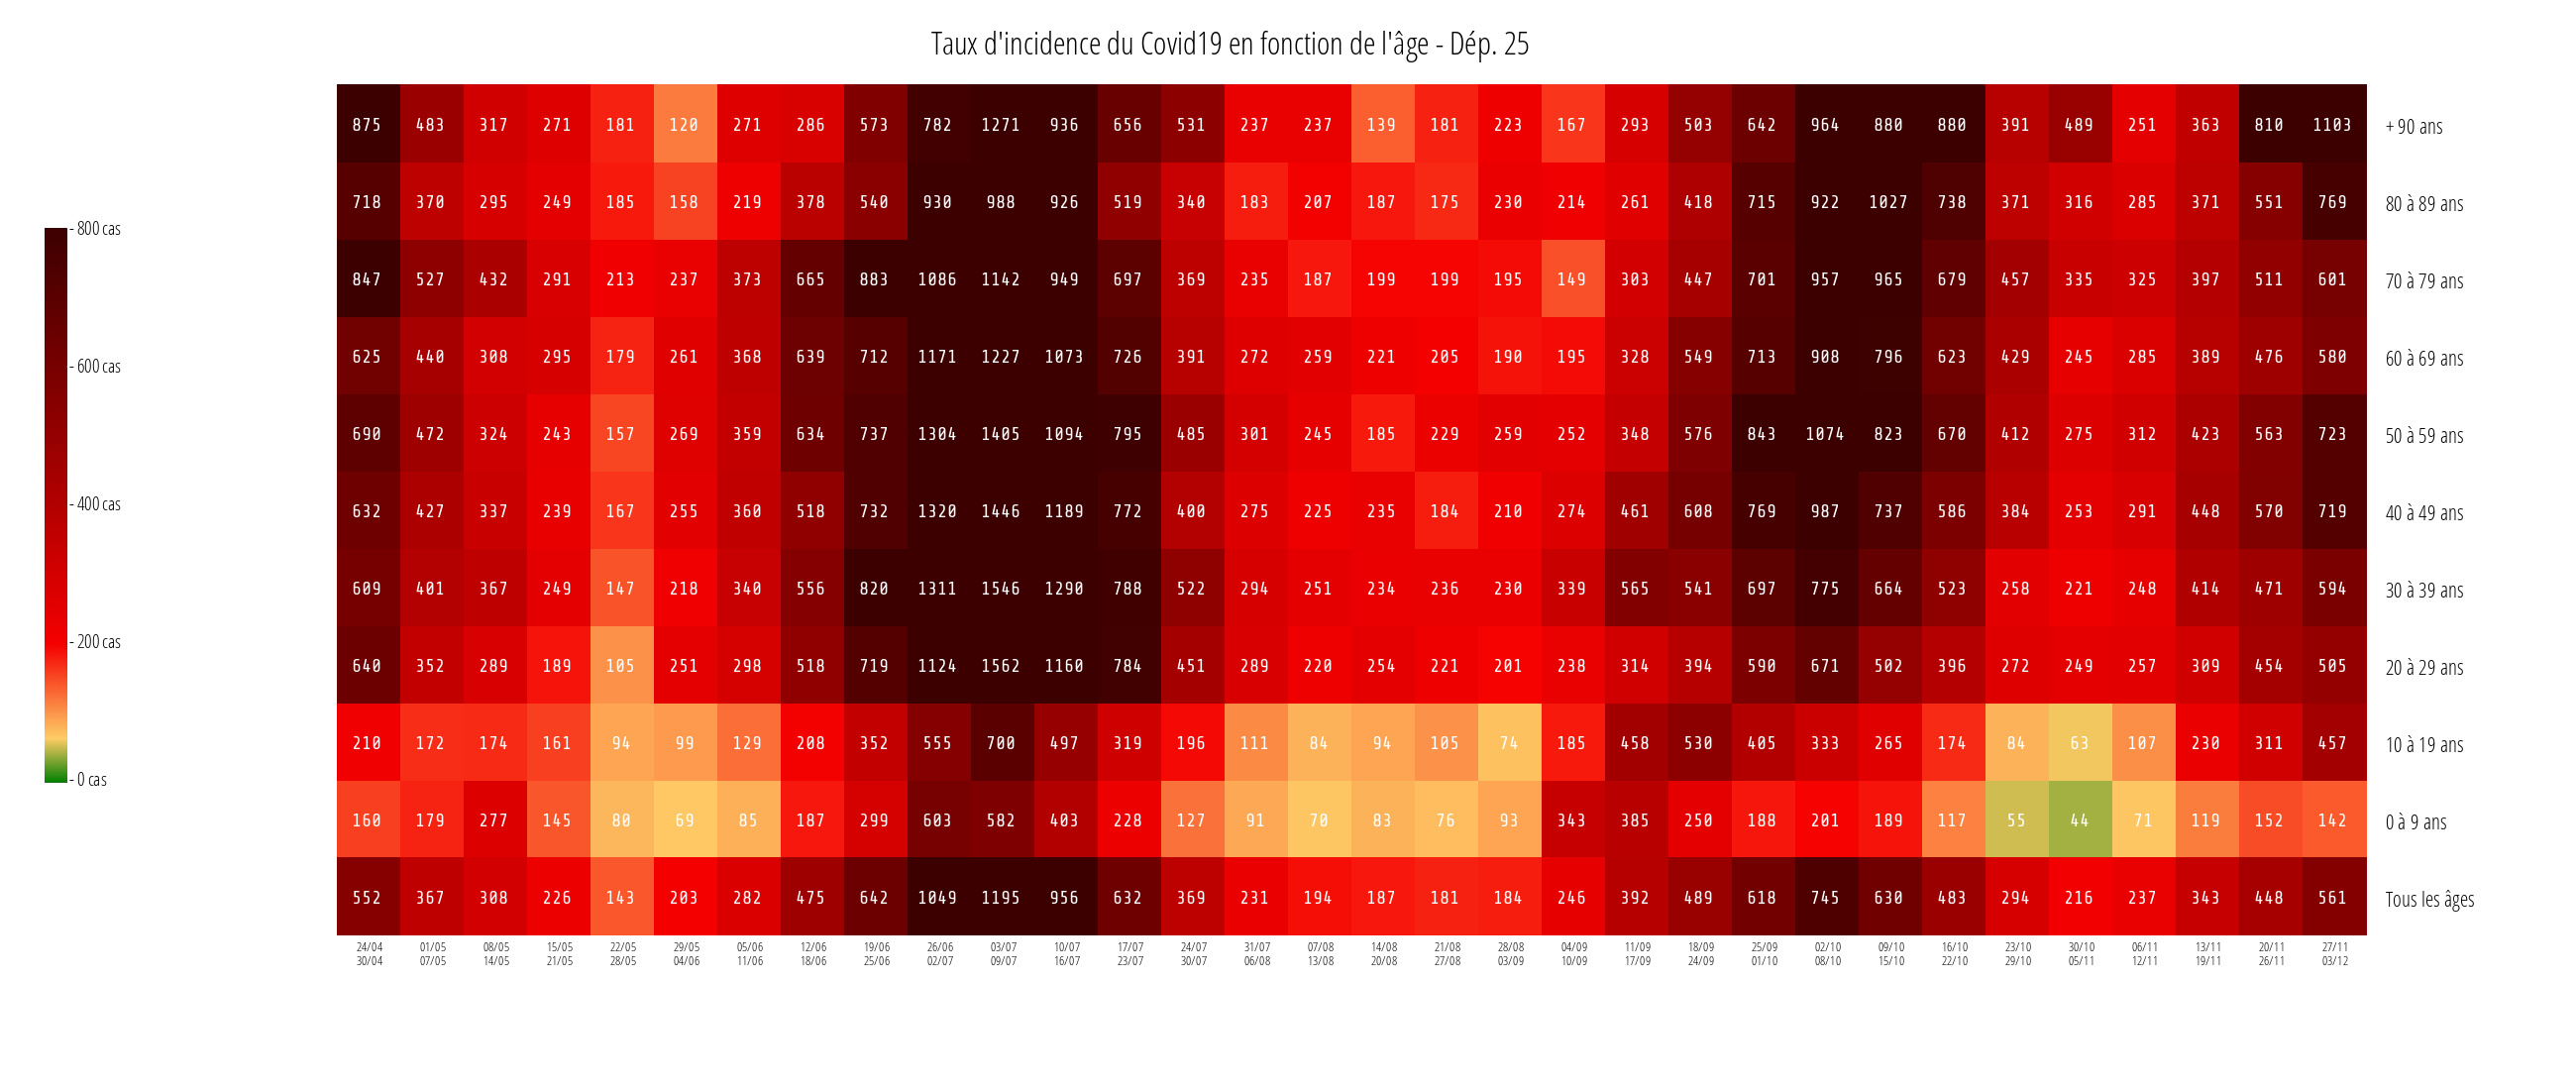 Taux d'incidence du Covid19 en fonction de l'âge - Dép. 25
875 483 317 271 181 120 271 286 573 782 1271 936 656 531 237 237 139 181 223 167 293 503 642 964 880 880 391 489 251 363 810 1103 + 90 ans
718 370 295 249 185 158 219 378 540 930 988 926 519 340 183 207 187 175 230 214 261 418 715 922 1027 738 371 316 285 371 551 769 80 à 89 ans
- 800 cas
847 527 432 291 213 237 373 665 883 1086 1142 949 697 369 235 187 199 199 195 149 303 447 701 957 965 679 457 335 325 397 511 601 70 à 79 ans
625 440 308 295 179 261 368 639 712 1171 1227 1073 726 391 272 259 221 205 190 195 328 549 713 908 796 623 429 245 285 389 476 580 60 à 69 ans
- 600 cas
690 472 324 243 157 269 359 634 737 1304 1405 1094 795 485 301 245 185 229 259 252 348 576 843 1074 823 670 412 275 312 423 563 723 50 à 59 ans
- 400 cas
632 427 337 239 167 255 360 518 732 1320 1446 1189 772 400 275 225 235 184 210 274 461 608 769 987 737 586 384 253 291 448 570 719 40 à 49 ans
609 401 367 249 147 218 340 556 820 1311 1546 1290 788 522 294 251 234 236 230 339 565 541 697 775 664 523 258 221 248 414 471 594 30 à 39 ans
- 200 cas
640 352 289 189 105 251 298 518 719 1124 1562 1160 784 451 289 220 254 221 201 238 314 394 590 671 502 396 272 249 257 309 454 505 20 à 29 ans
210 172 174 161 94 99 129 208 352 555 700 497 319 196 111 84 94 105 74 185 458 530 405 333 265 174 84 63 107 230 311 457 10 à 19 ans
- 0 cas
160 179 277 145 80 69 85 187 299 603 582 403 228 127 91 70 83 76 93 343 385 250 188 201 189 117 55 44 71 119 152 142 0 à 9 ans
552 367 308 226 143 203 282 475 642 1049 1195 956 632 369 231 194 187 181 184 246 392 489 618 745 630 483 294 216 237 343 448 561 Tous les âges
24/04 01/05 08/05 15/05 22/05 29/05 05/06 12/06 19/06 26/06 03/07 10/07 17/07 24/07 31/07 07/08 14/08 21/08 28/08 04/09 11/09 18/09 25/09 02/10 09/10 16/10 23/10 30/10 06/11 13/11 20/11 27/11
30/04 07/05 14/05 21/05 28/05 04/06 11/06 18/06 25/06 02/07 09/07 16/07 23/07 30/07 06/08 13/08 20/08 27/08 03/09 10/09 17/09 24/09 01/10 08/10 15/10 22/10 29/10 05/11 12/11 19/11 26/11 03/12